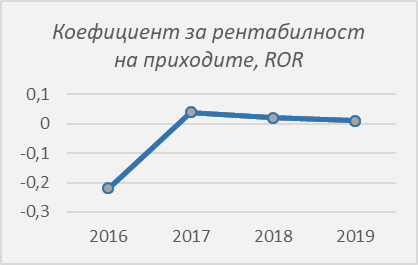 Коефициент за рентабилност
на приходите, ROR
0,1
0
-0,1
-0,2
-0,3
2016 2017 2018 2019